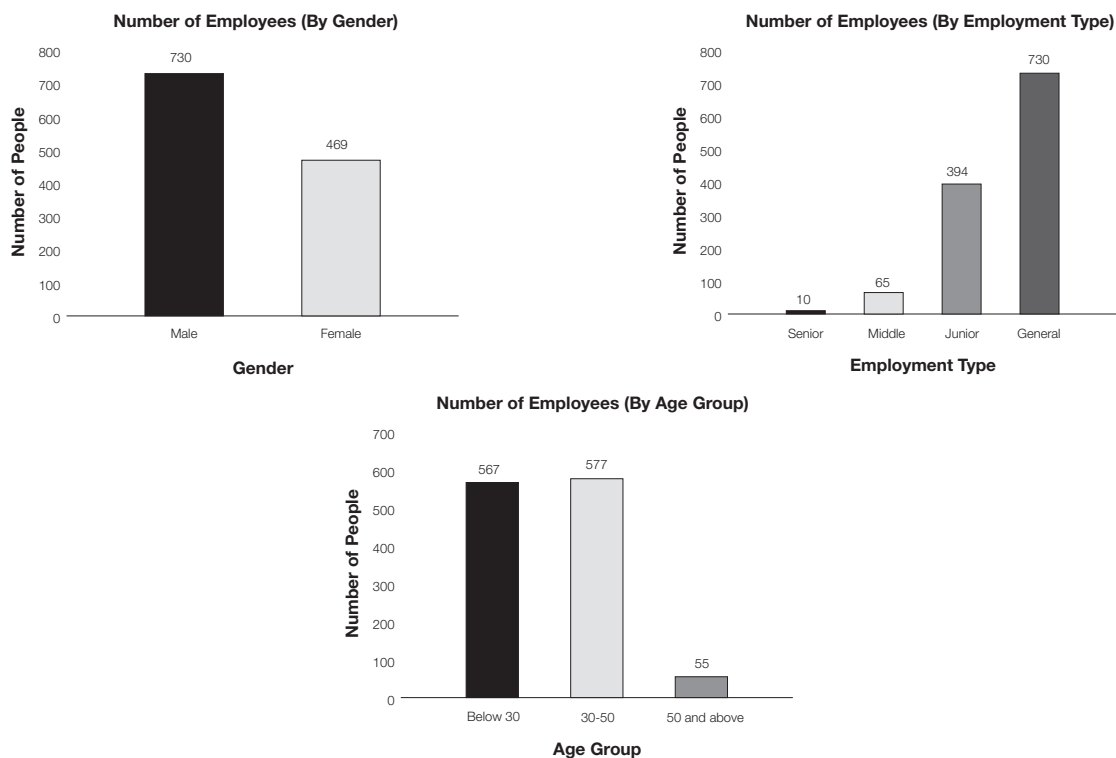 Number of Employees (By Gender)
Number of People
800
700
600
500
400
300
200
100
0
730
469
Male
Female
Gender
Number of Employees (By Employment Type)
Number of People
800
700
600
500
400
300
200
100
0
10
65
394
730
Senior
Middle
Junior
General
Employment Type
Number of Employees (By Age Group)
Number of People
700
600
500
400
300
200
100
0
567
577
55
Below 30
30-50
50 and above
Age Group